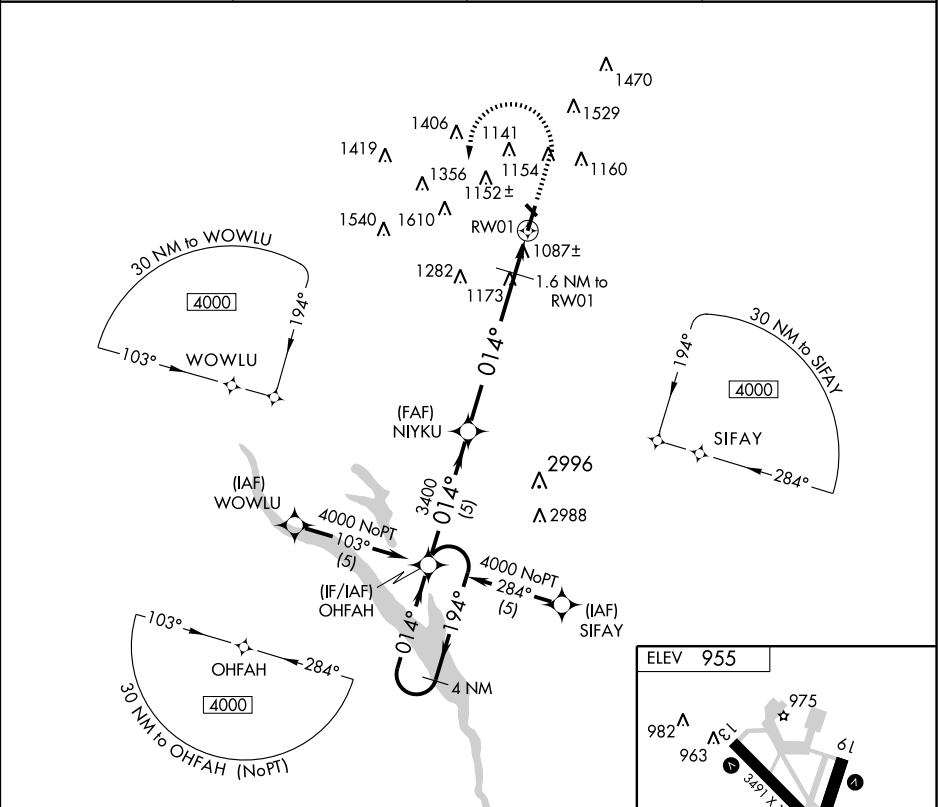 1470
1529
1406
1141
1419
1154
1160
1356
1152±
1540
1610
RW01
1087±
1282
1173
1.6 NM to
RW01
30 NM to WOWLU
4000
194°
103°
WOWLU
014°
30 NM to SIFAY
194°
4000
SIFAY
284°
(FAF)
NIYKU
2996
2988
3400
014°
(5)
(IAF)
WOWLU
4000 NoPT
103°
(5)
(IF/IAF)
OHFAH
4000 NoPT
284°
(5)
(IAF)
SIFAY
014°
194°
4 NM
103°
284°
OHFAH
4000
30 NM to OHFAH (NoPT)
ELEV 955
975
982
963
13
19
V
V
3491 X